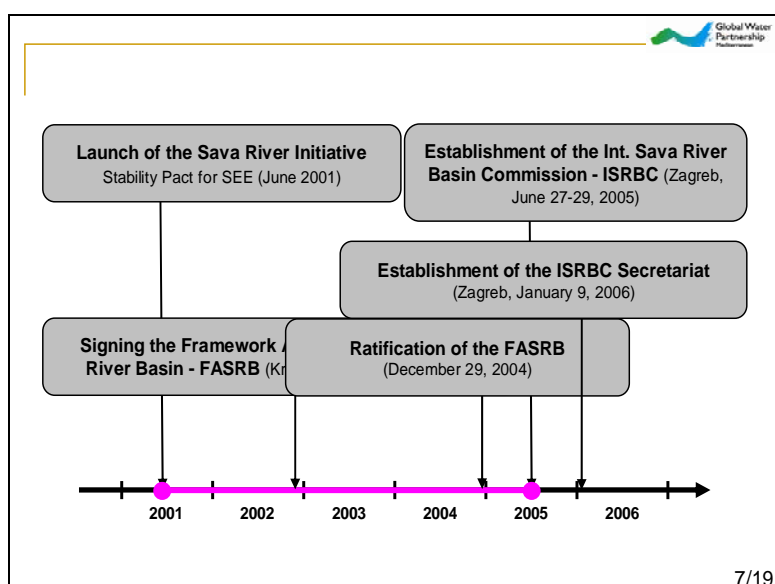 Global Water
Partnership
Mediterranean
Launch of the Sava River Initiative
Stability Pact for SEE (June 2001)
Establishment of the Int. Sava River
Basin Commission - ISRBC (Zagreb,
June 27-29, 2005)
Establishment of the ISRBC Secretariat
(Zagreb, January 9, 2006)
Signing the Framework
River Basin - FASRB
Ratification of the FASRB
(December 29, 2004)
2001 2002 2003 2004 2005 2006
7/19